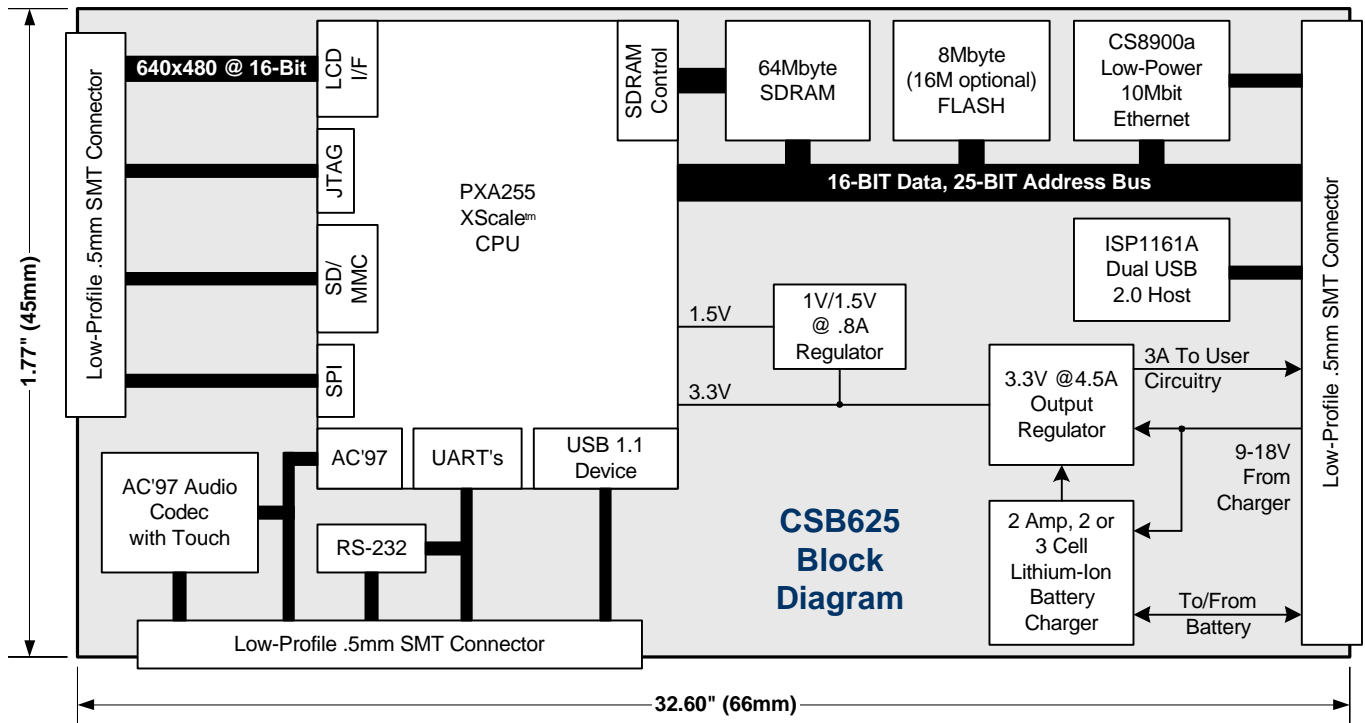 640x480 @ 16-Bit
LCD
I/F
SDRAM
Control
64Mbyte
SDRAM
8Mbyte
(16M optional)
FLASH
CS8900a
Low-Power
10Mbit
Ethernet
Low-Profile .5mm SMT Connector
JTAG
PXA255
XScale™
CPU
16-BIT Data, 25-BIT Address Bus
SD/
MMC
ISP1161A
Dual USB
2.0 Host
1.77" (45mm)
1.5V
1V/1.5V
@ .8A
Regulator
SPI
3.3V
3.3V @4.5A
Output
Regulator
3A To User
Circuitry
Low-Profile .5mm SMT Connector
AC'97
UART's
USB 1.1
Device
9-18V
From
Charger
AC'97 Audio
Codec
with Touch
RS-232
CSB625
Block
Diagram
2 Amp, 2 or
3 Cell
Lithium-Ion
Battery
Charger
To/From
Battery
Low-Profile .5mm SMT Connector
32.60" (66mm)